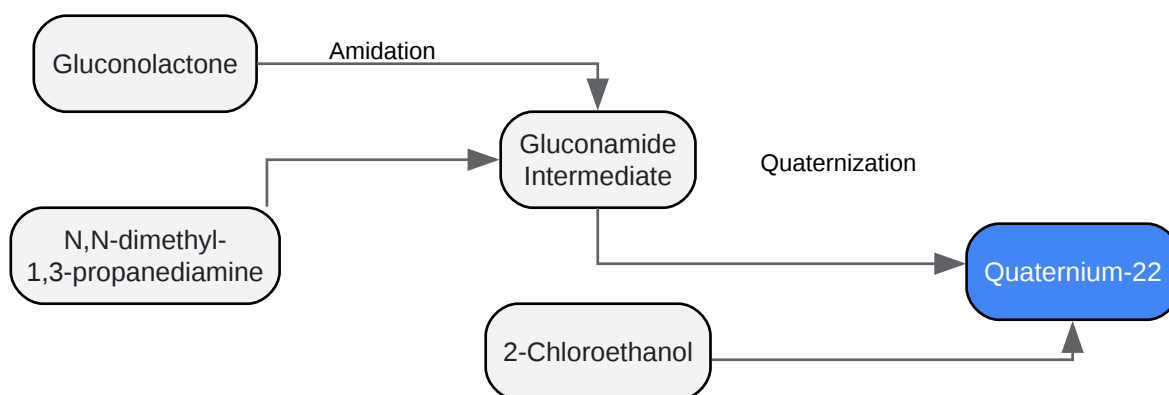 Gluconolactone
Amidation
Gluconamide
Intermediate
Quaternization
N,N-dimethyl-
1,3-propanediamine
Quaternium-22
2-Chloroethanol